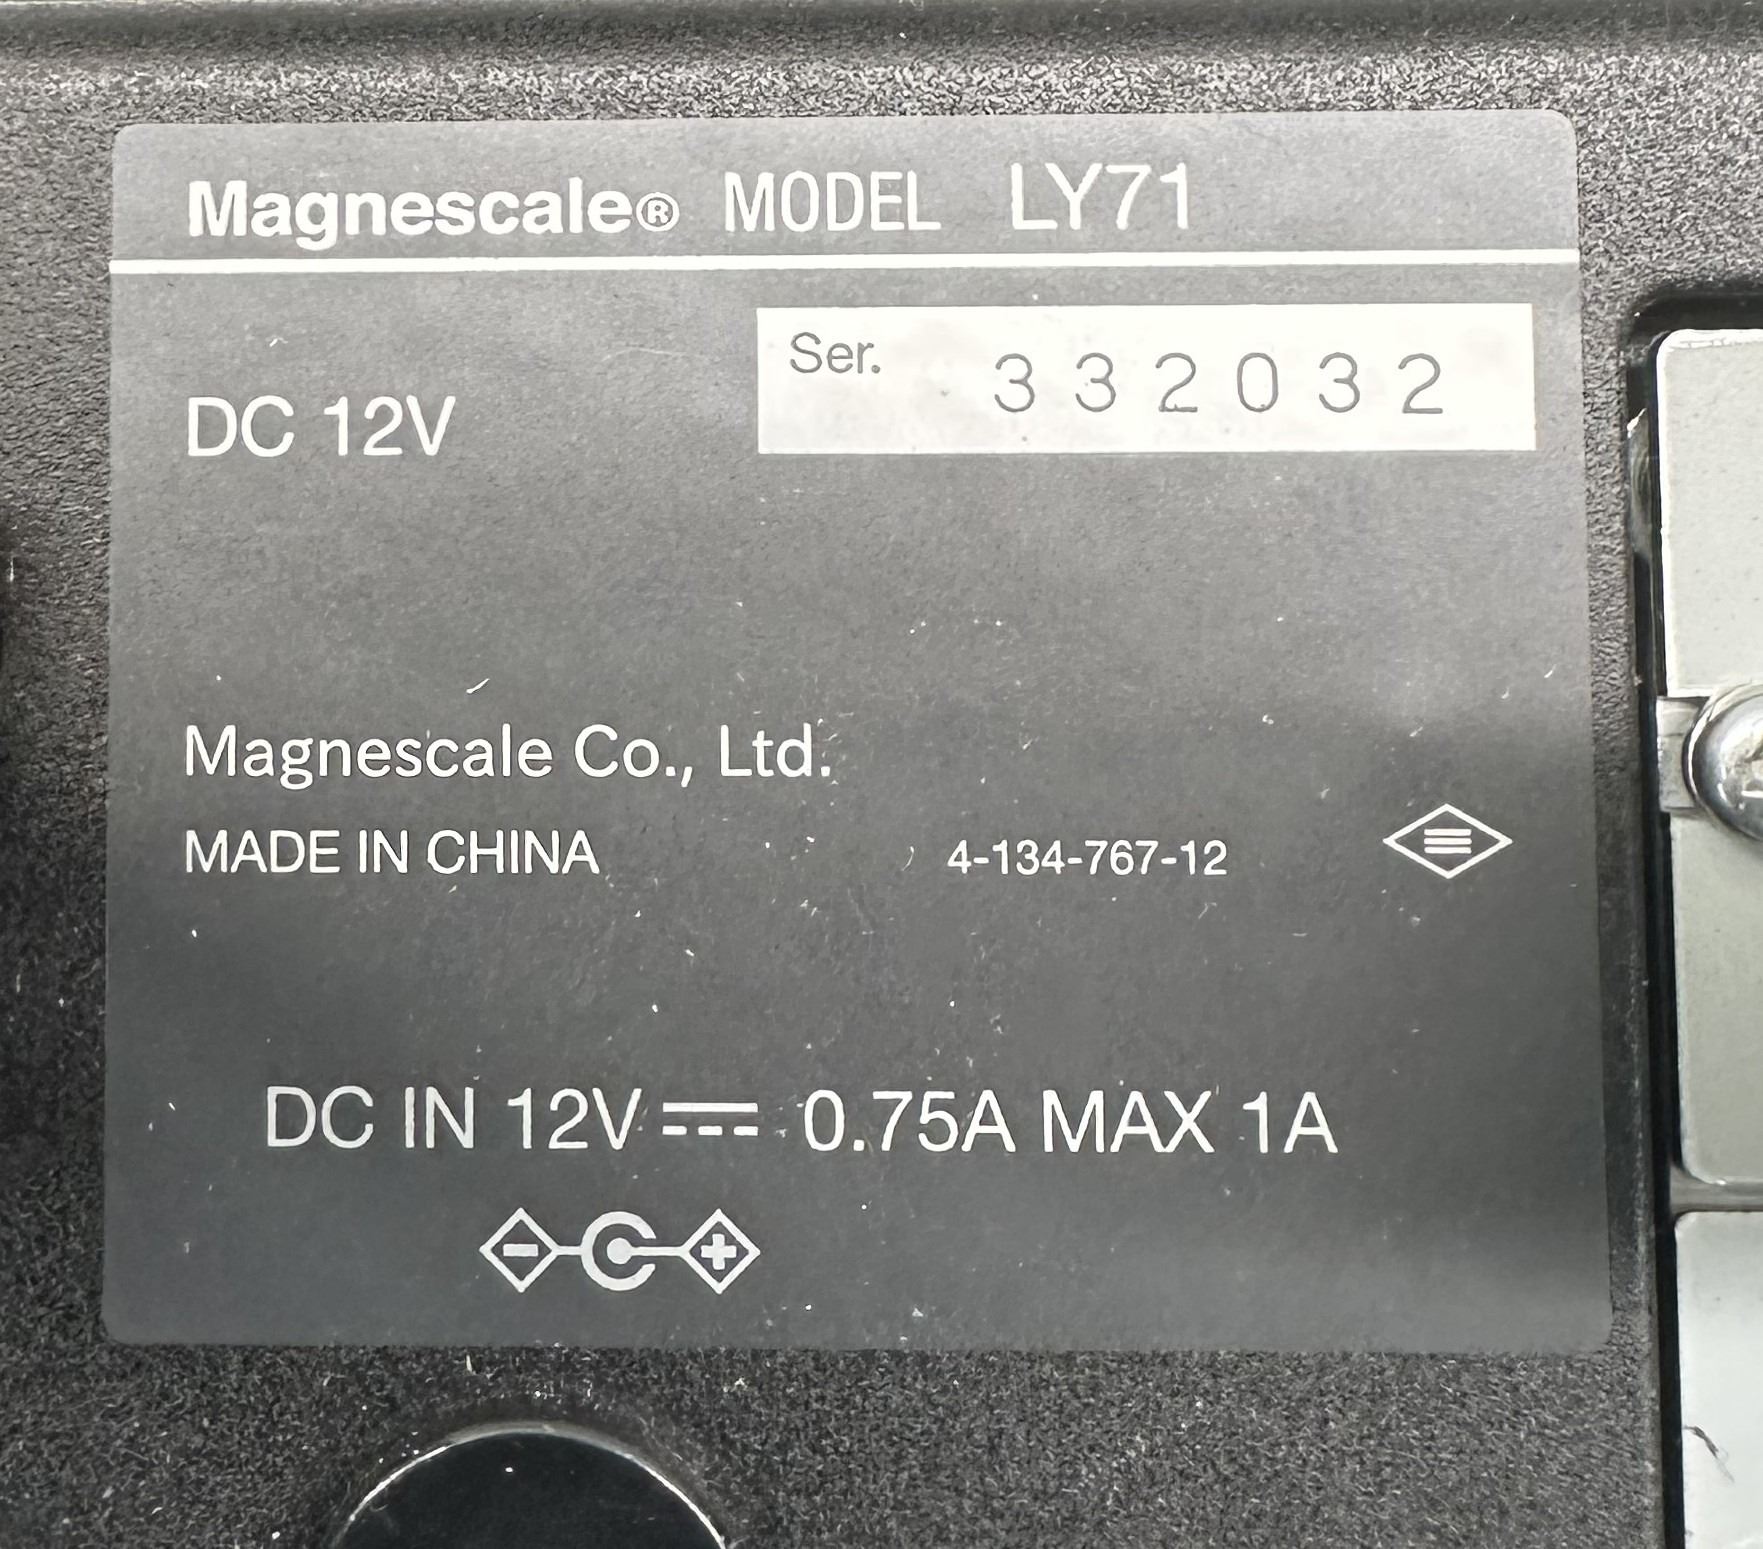 Magnescale® MODEL LY71
Ser. 332032
DC 12V
Magnescale Co., Ltd.
MADE IN CHINA 4-134-767-12
DC IN 12V⎓ 0.75A MAX 1A